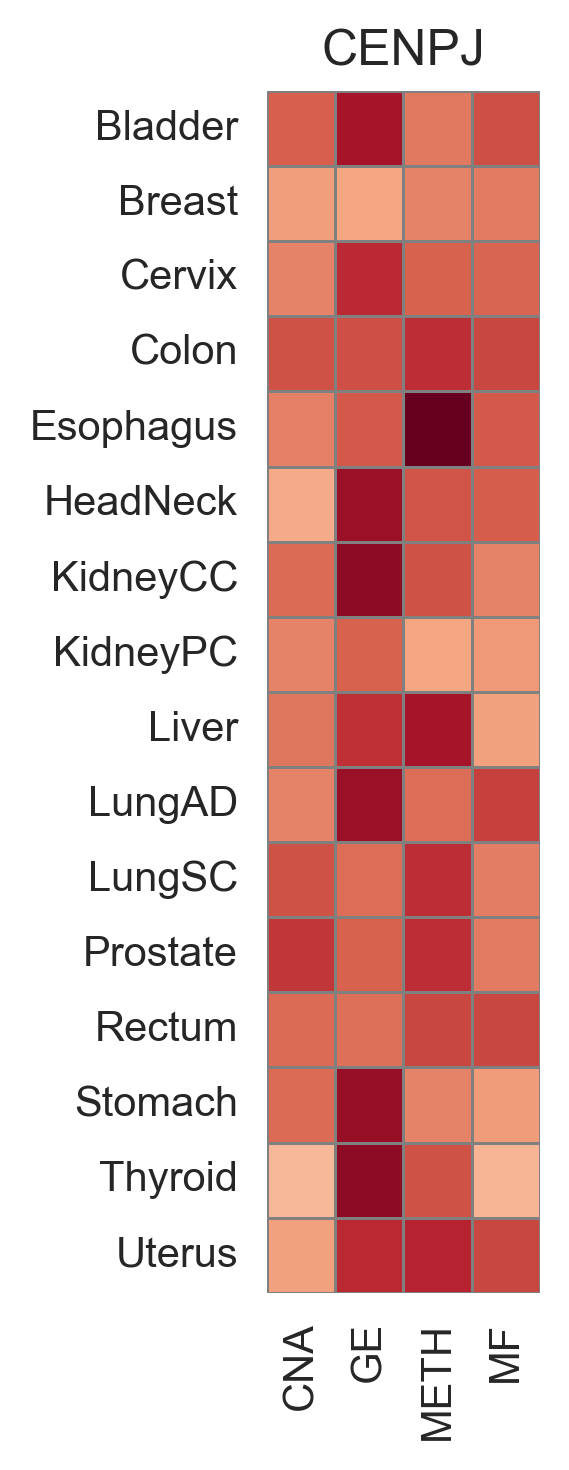 CENPJ
Bladder
Breast
Cervix
Colon
Esophagus
HeadNeck
KidneyCC
KidneyPC
Liver
LungAD
LungSC
Prostate
Rectum
Stomach
Thyroid
Uterus
CNA
GE
METH
MF